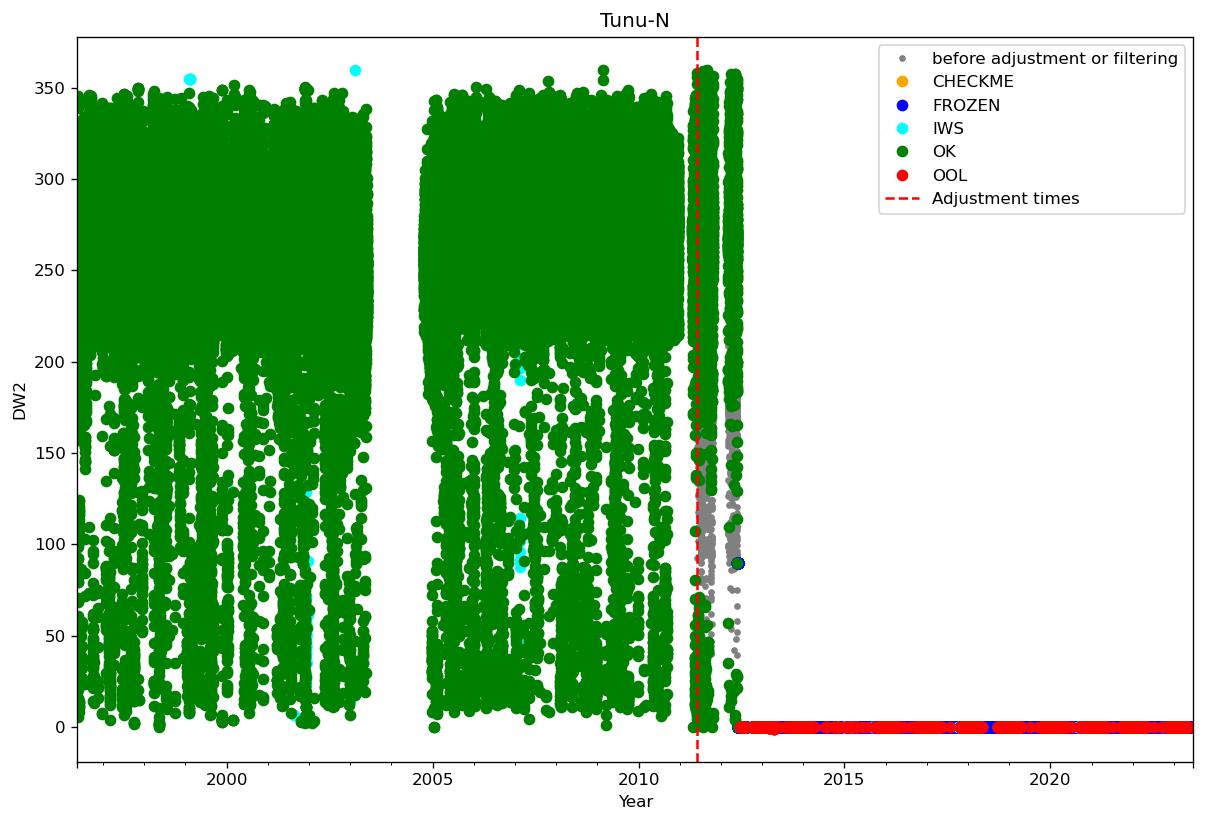 Tunu-N
before adjustment or filtering
CHECKME
FROZEN
IWS
OK
OOL
Adjustment times
DW2
350
300
250
200
150
100
50
0
2000 2005 2010 2015 2020
Year